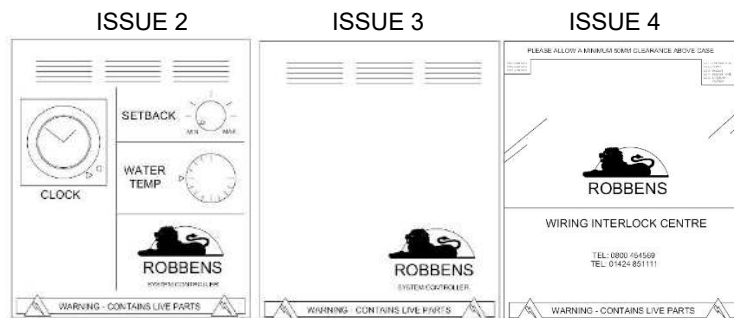 ISSUE 2
ISSUE 3
ISSUE 4
SETBACK
MIN
MAX
WATER
TEMP
CLOCK
ROBBENS
SYSTEM CONTROLLER
WARNING - CONTAINS LIVE PARTS
ROBBENS
SYSTEM CONTROLLER
WARNING - CONTAINS LIVE PARTS
PLEASE ALLOW A MINIMUM 50MM CLEARANCE ABOVE CASE
ROBBENS
WIRING INTERLOCK CENTRE
TEL: 0800 454569
TEL: 01424 851111
WARNING - CONTAINS LIVE PARTS